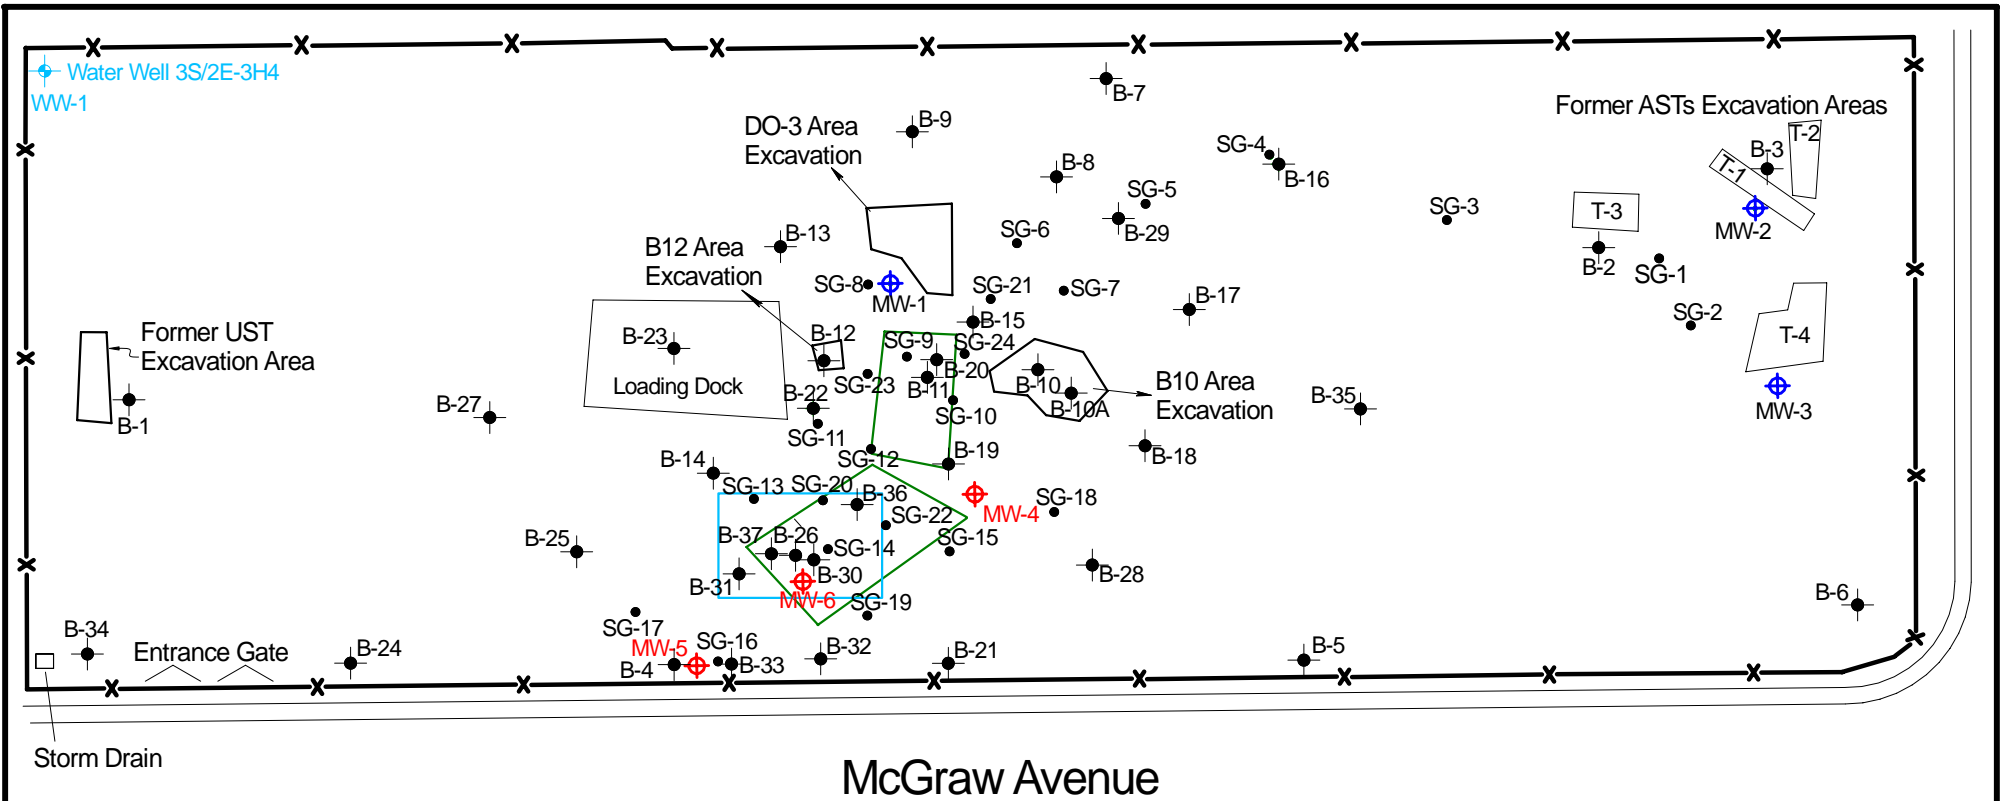 Water Well 3S/2E-3H4
WW-1
B-7
Former ASTs Excavation Areas
DO-3 Area
Excavation
B-9
T-2
SG-4
B-3
B-8
B-16
T-1
SG-5
SG-3
T-3
B-29
MW-2
SG-6
B-13
B12 Area
Excavation
B-2
SG-1
SG-8
MW-1
SG-21
SG-7
B-17
B-15
SG-2
Former UST
Excavation Area
B-23
B-12
SG-9
SG-24
T-4
Loading Dock
SG-23
B-20
B-11
B-10
B10 Area
Excavation
B-22
B-10A
B-35
MW-3
B-27
SG-10
B-1
SG-11
B-19
B-18
SG-12
B-14
SG-13
SG-20
B-36
SG-18
MW-4
SG-22
B-37
B-26
SG-14
SG-15
B-25
B-30
B-28
B-31
MW-6
SG-19
B-6
SG-17
B-34
Entrance Gate
B-24
MW-5
SG-16
B-4
B-33
B-32
B-21
B-5
Storm Drain
McGraw Avenue